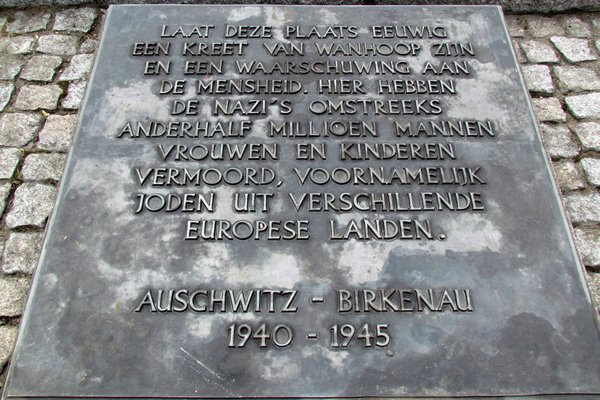 LAAT DEZE PLAATS EEUWIG
EEN KREET VAN WANHOOP ZIJN
EN EEN WAARSCHUWING AAN
DE MENSHEID. HIER HEBBEN
DE NAZI´S OMSTREEKS
ANDERHALF MILLIOEN MANNEN
VROUWEN EN KINDEREN
VERMOORD, VOORNAMELIJK
JODEN UIT VERSCHILLENDE
EUROPESE LANDEN.
AUSCHWITZ - BIRKENAU
1940 - 1945